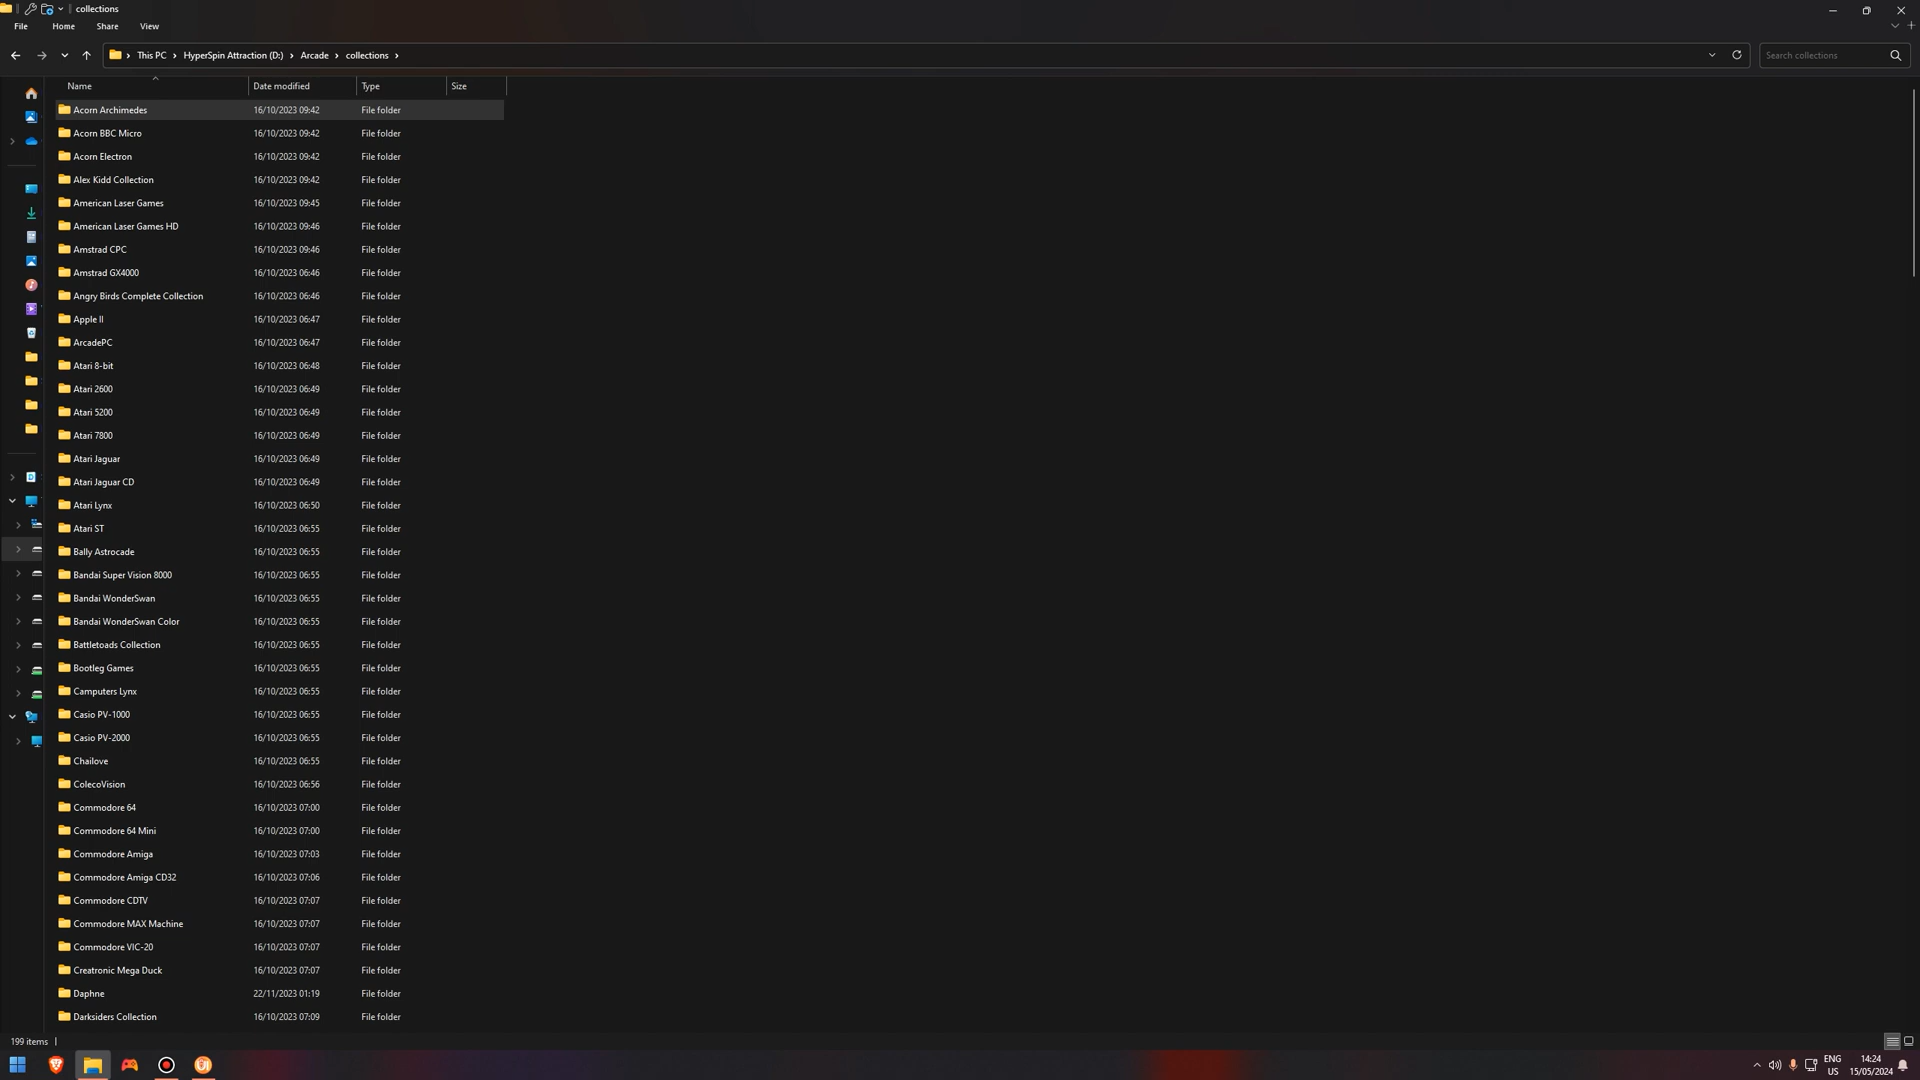 collections
File Home Share View
This PC HyperSpin Attraction (D:) Arcade collections Search collections
Name Date modified Type Size
Acorn Archimedes 16/10/2023 09:42 File folder
Acorn BBC Micro 16/10/2023 09:42 File folder
Acorn Electron 16/10/2023 09:42 File folder
Alex Kidd Collection 16/10/2023 09:42 File folder
American Laser Games 16/10/2023 09:45 File folder
American Laser Games HD 16/10/2023 09:46 File folder
Amstrad CPC 16/10/2023 09:46 File folder
Amstrad GX4000 16/10/2023 06:46 File folder
Angry Birds Complete Collection 16/10/2023 06:46 File folder
Apple II 16/10/2023 06:47 File folder
ArcadePC 16/10/2023 06:47 File folder
Atari 8-bit 16/10/2023 06:48 File folder
Atari 2600 16/10/2023 06:49 File folder
Atari 5200 16/10/2023 06:49 File folder
Atari 7800 16/10/2023 06:49 File folder
Atari Jaguar 16/10/2023 06:49 File folder
Atari Jaguar CD 16/10/2023 06:49 File folder
Atari Lynx 16/10/2023 06:50 File folder
Atari ST 16/10/2023 06:55 File folder
Bally Astrocade 16/10/2023 06:55 File folder
Bandai Super Vision 8000 16/10/2023 06:55 File folder
Bandai WonderSwan 16/10/2023 06:55 File folder
Bandai WonderSwan Color 16/10/2023 06:55 File folder
Battletoads Collection 16/10/2023 06:55 File folder
Bootleg Games 16/10/2023 06:55 File folder
Camputers Lynx 16/10/2023 06:55 File folder
Casio PV-1000 16/10/2023 06:55 File folder
Casio PV-2000 16/10/2023 06:55 File folder
Chailove 16/10/2023 06:55 File folder
ColecoVision 16/10/2023 06:56 File folder
Commodore 64 16/10/2023 07:00 File folder
Commodore 64 Mini 16/10/2023 07:00 File folder
Commodore Amiga 16/10/2023 07:03 File folder
Commodore Amiga CD32 16/10/2023 07:06 File folder
Commodore CDTV 16/10/2023 07:07 File folder
Commodore MAX Machine 16/10/2023 07:07 File folder
Commodore VIC-20 16/10/2023 07:07 File folder
Creatronic Mega Duck 16/10/2023 07:07 File folder
Daphne 22/11/2023 01:19 File folder
Darksiders Collection 16/10/2023 07:09 File folder
199 items
ENG 14:24
US 15/05/2024